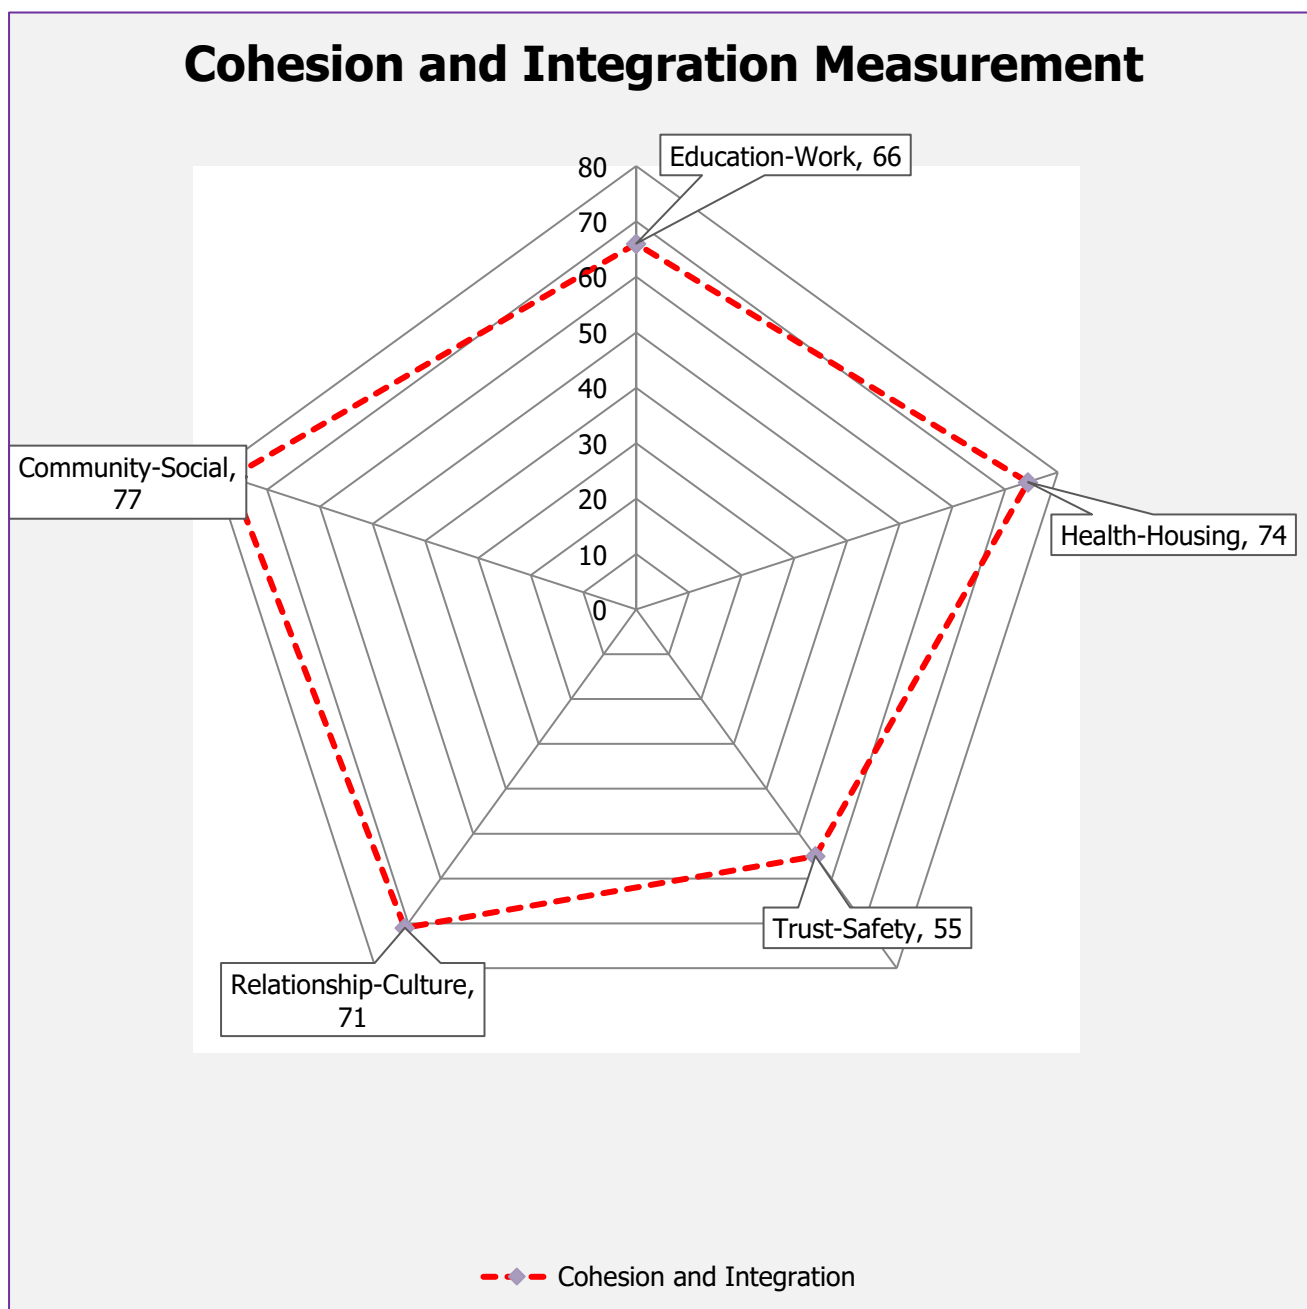 Cohesion and Integration Measurement
Education-Work, 66
80
70
60
50
40
30
20
10
0
Community-Social,
77
Health-Housing, 74
Trust-Safety, 55
Relationship-Culture,
71
Cohesion and Integration